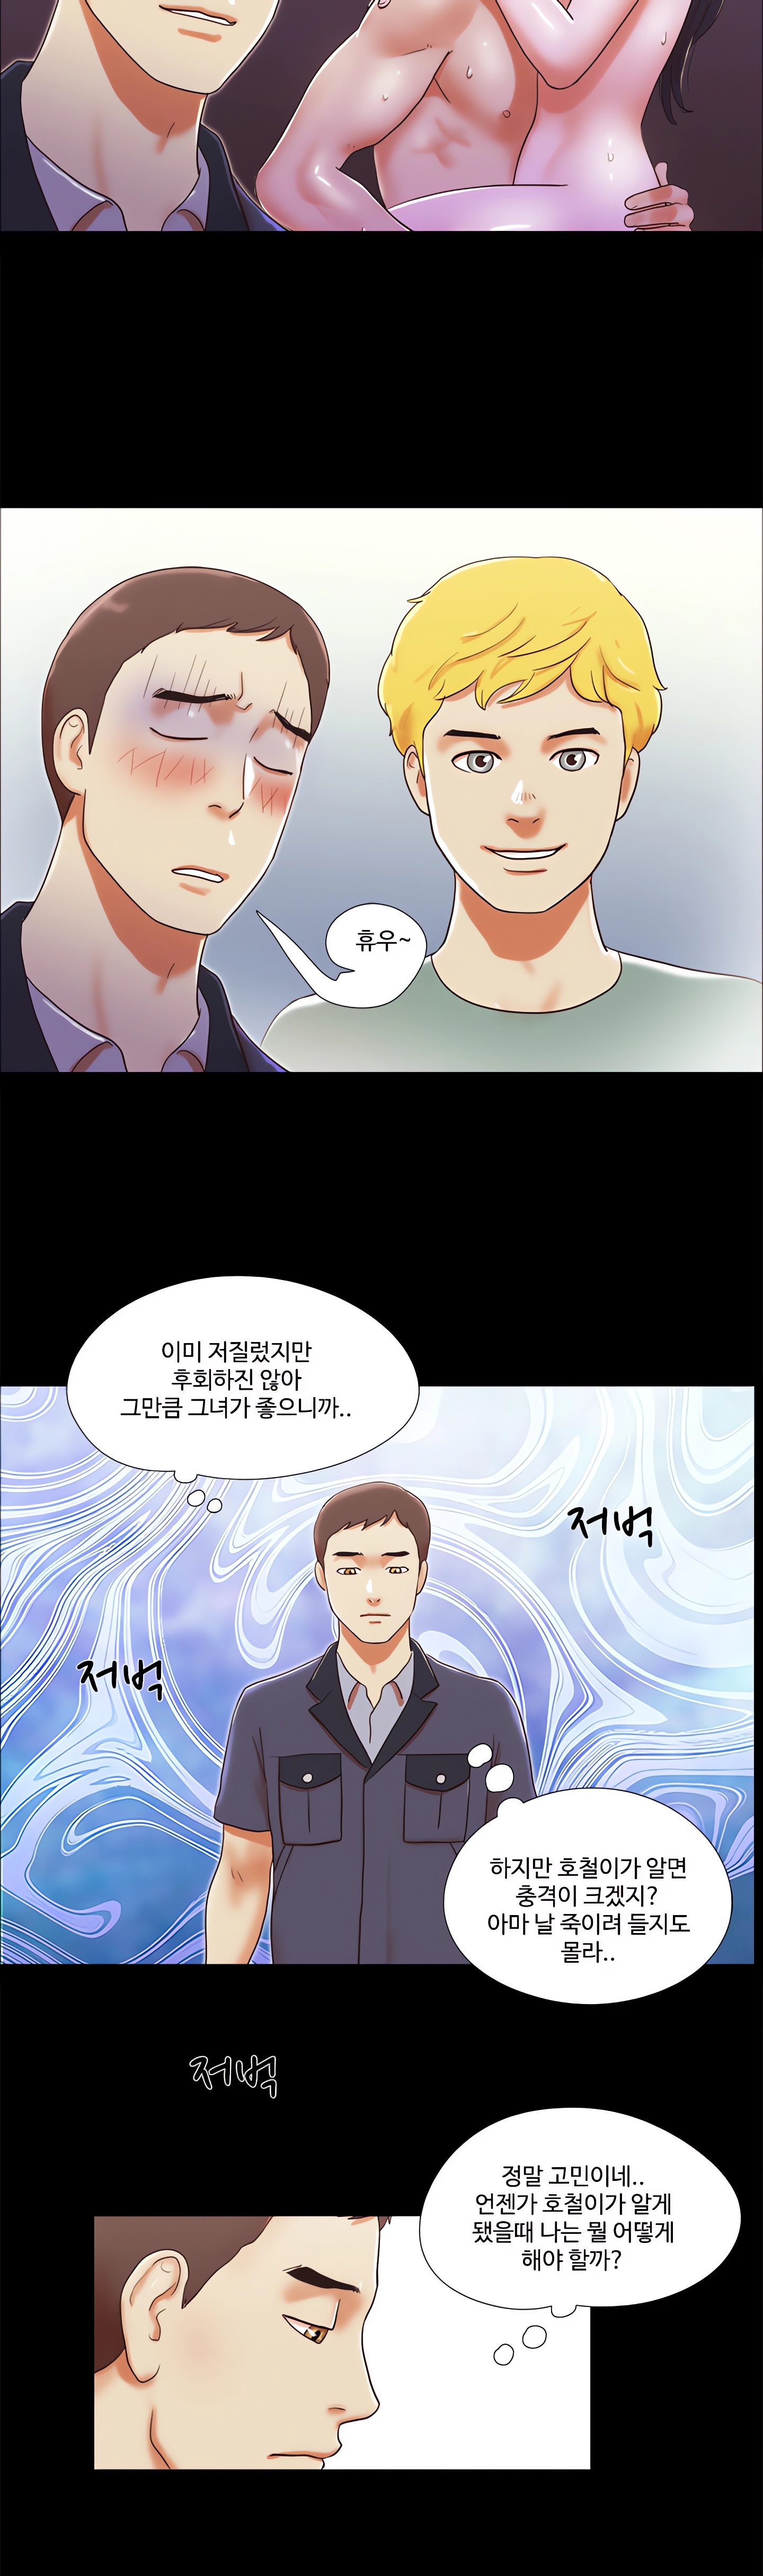 휴우~
이미 저질렀지만
후회하진 않아
그만큼 그녀가 좋으니까..
저벅
저벅
하지만 호철이가 알면
충격이 크겠지?
아마 날 죽이려 들지도
몰라..
저벅
정말 고민이네..
언젠가 호철이가 알게
됐을때 나는 뭘 어떻게
해야 할까?